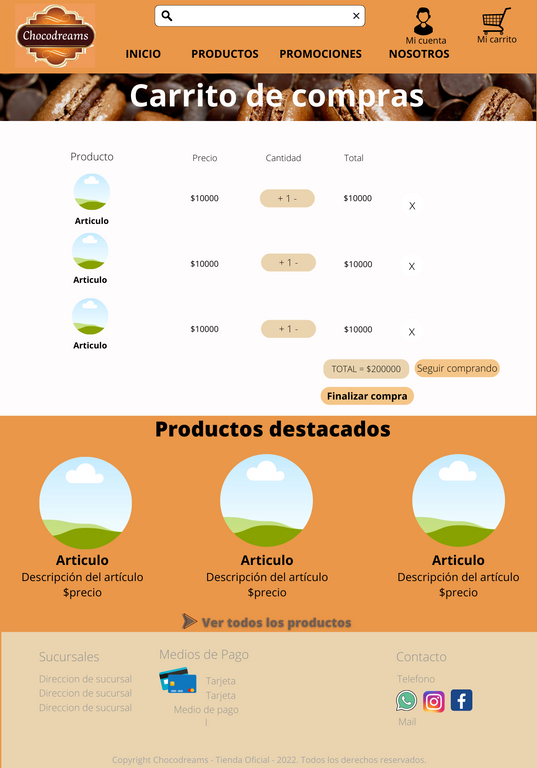 Chocodreams
Mi cuenta
Mi carrito
INICIO PRODUCTOS PROMOCIONES NOSOTROS
Carrito de compras
Producto Precio Cantidad Total
$10000 + 1 - $10000 X
Articulo
$10000 + 1 - $10000 X
Articulo
$10000 + 1 - $10000 X
Articulo
TOTAL = $200000 Seguir comprando
Finalizar compra
Productos destacados
Articulo Articulo Articulo
Descripción del artículo Descripción del artículo Descripción del artículo
$precio $precio $precio
Ver todos los productos
Sucursales Medios de Pago Contacto
Direccion de sucursal Tarjeta Telefono
Direccion de sucursal Tarjeta
Direccion de sucursal Medio de pago
l Mail
Copyright Chocodreams - Tienda Oficial - 2022. Todos los derechos reservados.